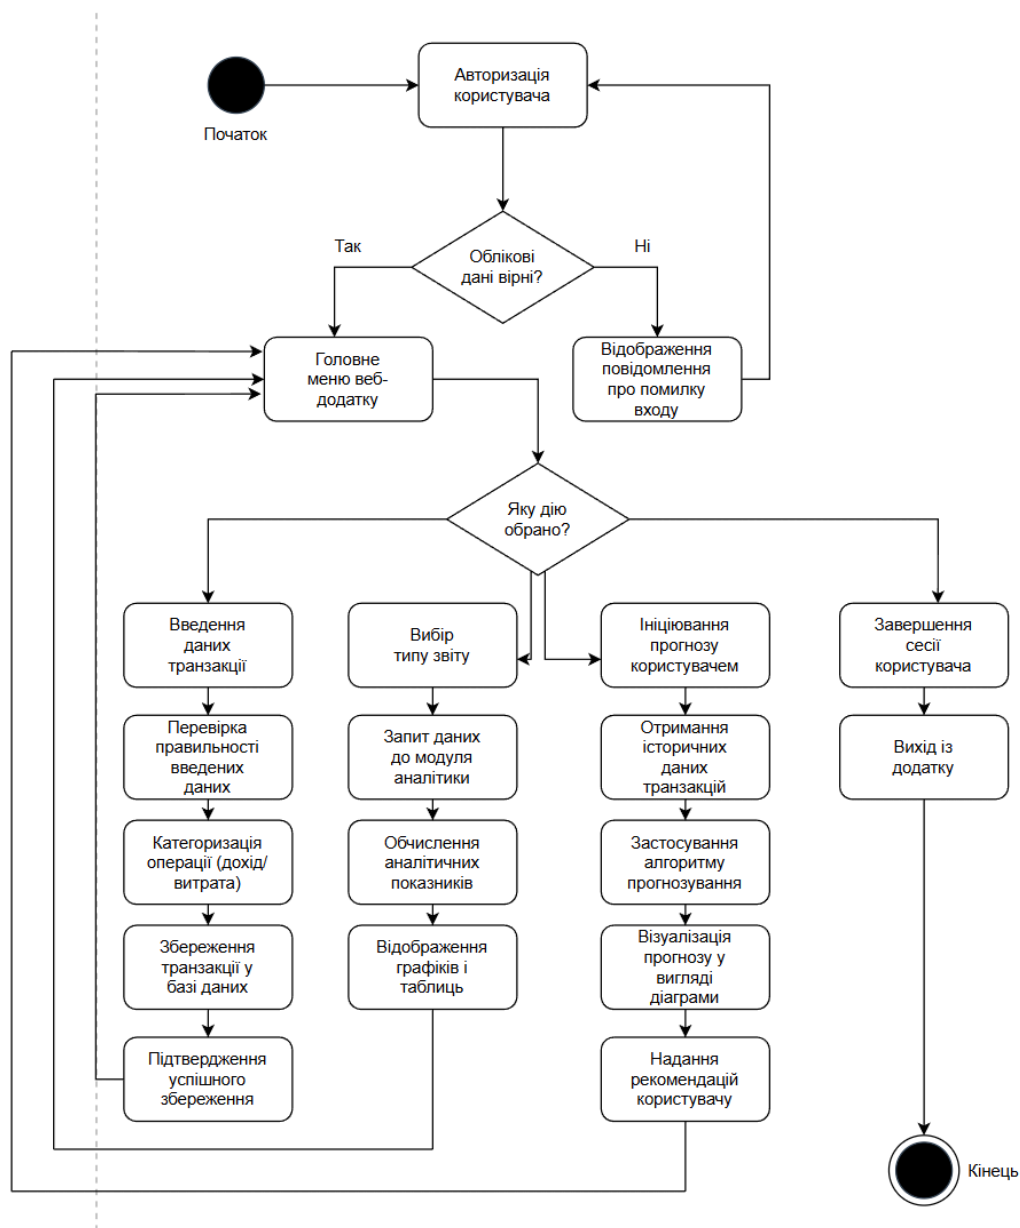 Авторизація
користувача
Початок
Так
Ні
Облікові
дані вірні?
Головне
меню веб-
додатку
Відображення
повідомлення
про помилку
входу
Яку дію
обрано?
Введення
даних
транзакції
Вибір
типу звіту
Ініціювання
прогнозу
користувачем
Завершення
сесії
користувача
Перевірка
правильності
введених
даних
Запит даних
до модуля
аналітики
Отримання
історичних
даних
транзакцій
Вихід із
додатку
Категоризація
операції (дохід/
витрата)
Обчислення
аналітичних
показників
Застосування
алгоритму
прогнозування
Збереження
транзакції у
базі даних
Відображення
графіків і
таблиць
Візуалізація
прогнозу у
вигляді
діаграми
Підтвердження
успішного
збереження
Надання
рекомендацій
користувачу
Кінець